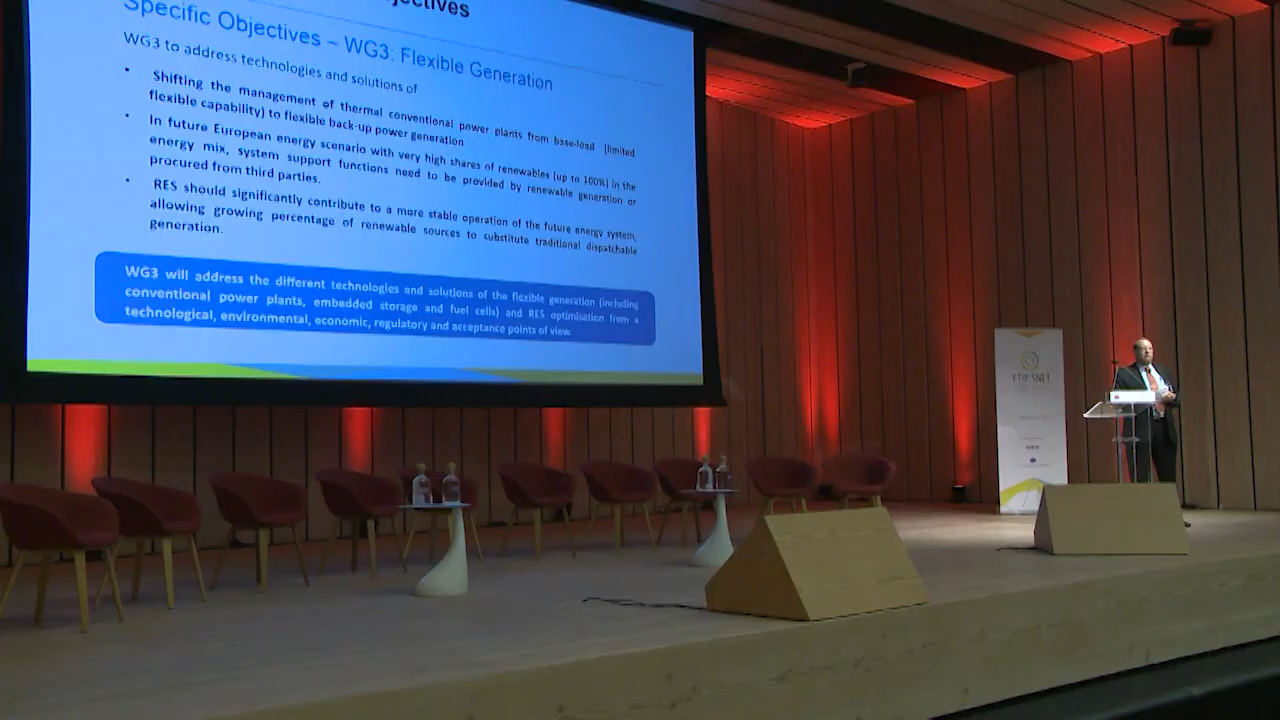 Objectives
Specific Objectives – WG3: Flexible Generation
WG3 to address technologies and solutions of
• Shifting the management of thermal conventional power plants from base-load (limited
flexible capability) to flexible back-up power generation
• In future European energy scenario with very high shares of renewables (up to 100%) in the
energy mix, system support functions need to be provided by renewable generation or
procured from third parties.
• RES should significantly contribute to a more stable operation of the future energy system,
allowing growing percentage of renewable sources to substitute traditional dispatchable
generation.
WG3 will address the different technologies and solutions of the flexible generation (including
conventional power plants, embedded storage and fuel cells) and RES optimisation from a
technological, environmental, economic, regulatory and acceptance points of view.
ETIP SNET